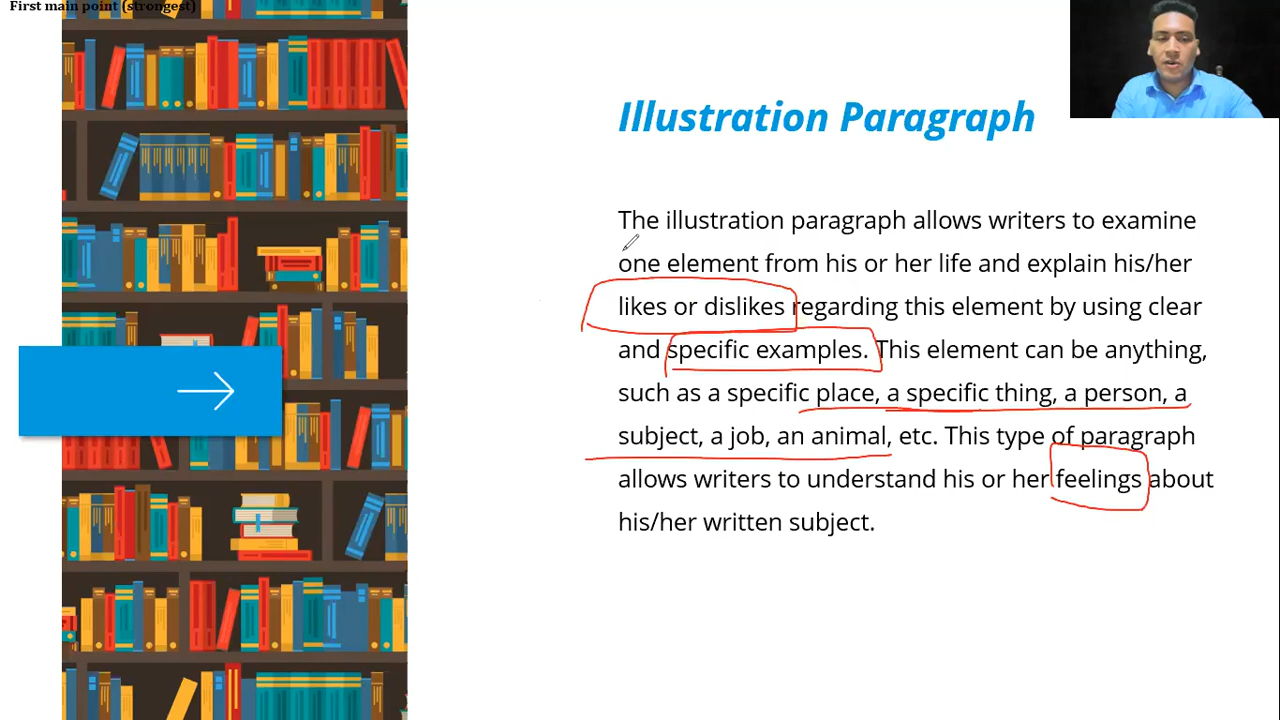 First main point (strongest)
Illustration Paragraph
The illustration paragraph allows writers to examine
one element from his or her life and explain his/her
likes or dislikes regarding this element by using clear
and specific examples. This element can be anything,
such as a specific place, a specific thing, a person, a
subject, a job, an animal, etc. This type of paragraph
allows writers to understand his or her feelings about
his/her written subject.